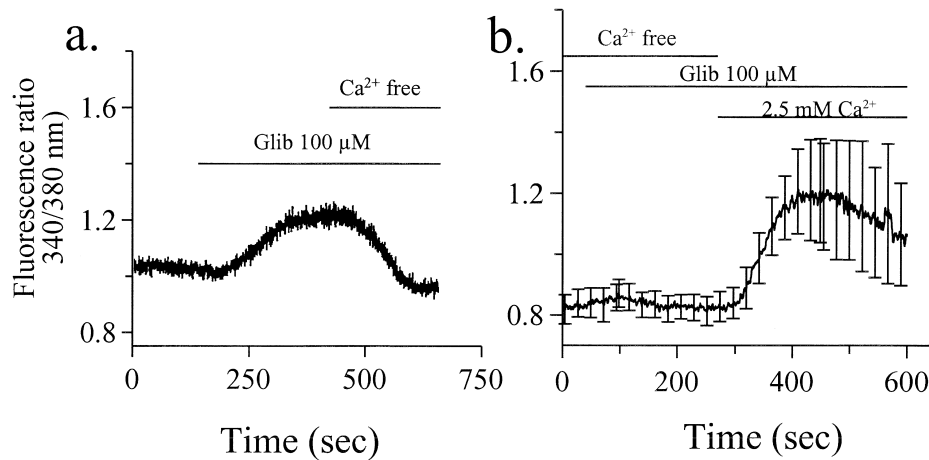 a.
Fluorescence ratio
340/380 nm)
1.6
1.2
0.8
Ca²⁺ free
Glib 100 µM
0
250
500
750
Time (sec)
b.
1.6
1.2
0.8
Ca²⁺ free
Glib 100 µM
2.5 mM Ca²⁺
0
200
400
600
Time (sec)